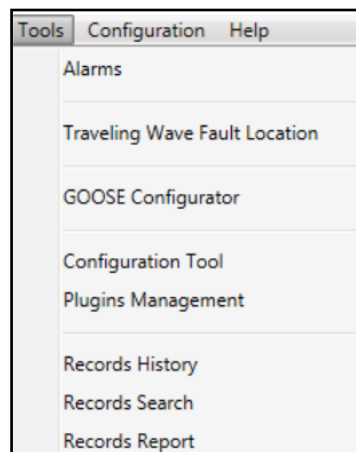 Tools Configuration Help
Alarms
Traveling Wave Fault Location
GOOSE Configurator
Configuration Tool
Plugins Management
Records History
Records Search
Records Report